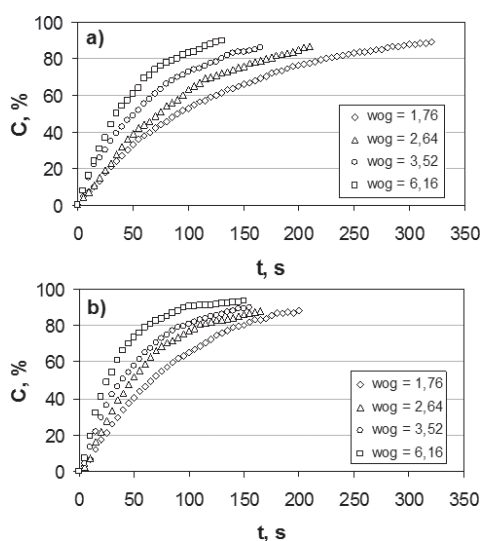 a)
100
80
60
40
20
0
C, %
wog = 1,76
wog = 2,64
wog = 3,52
wog = 6,16
0 50 100 150 200 250 300 350
t, s
b)
100
80
60
40
20
0
C, %
wog = 1,76
wog = 2,64
wog = 3,52
wog = 6,16
0 50 100 150 200 250 300 350
t, s